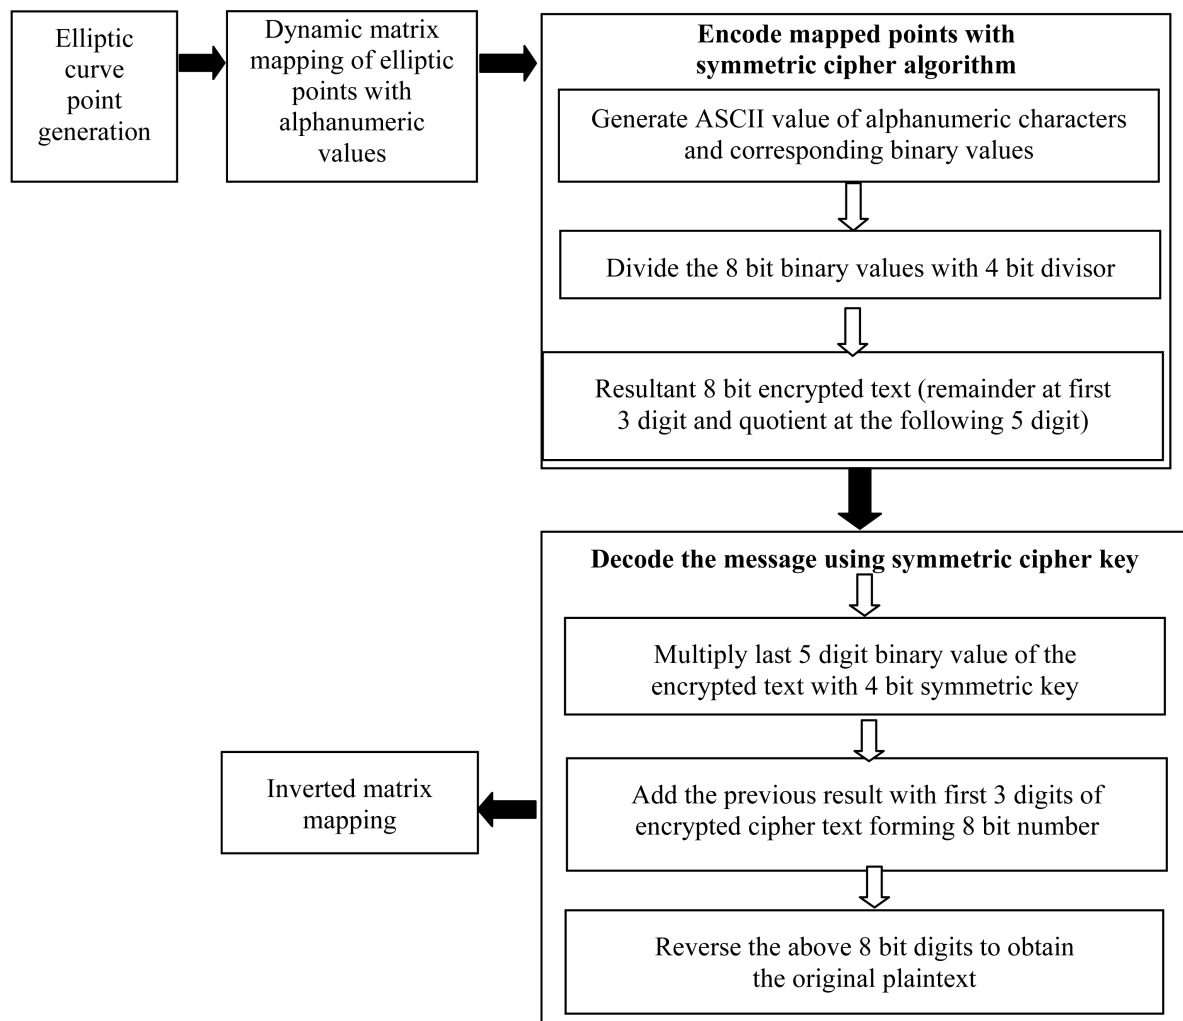 Elliptic
curve
point
generation
Dynamic matrix
mapping of elliptic
points with
alphanumeric
values
Encode mapped points with
symmetric cipher algorithm
Generate ASCII value of alphanumeric characters
and corresponding binary values
Divide the 8 bit binary values with 4 bit divisor
Resultant 8 bit encrypted text (remainder at first
3 digit and quotient at the following 5 digit)
Decode the message using symmetric cipher key
Multiply last 5 digit binary value of the
encrypted text with 4 bit symmetric key
Add the previous result with first 3 digits of
encrypted cipher text forming 8 bit number
Reverse the above 8 bit digits to obtain
the original plaintext
Inverted matrix
mapping